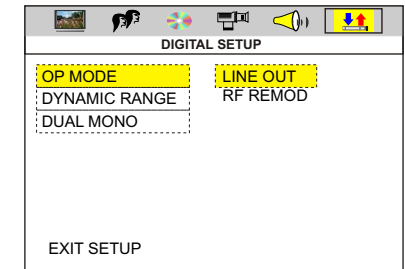 DIGITAL SETUP
OP MODE
LINE OUT
DYNAMIC RANGE
RF REMOD
DUAL MONO
EXIT SETUP